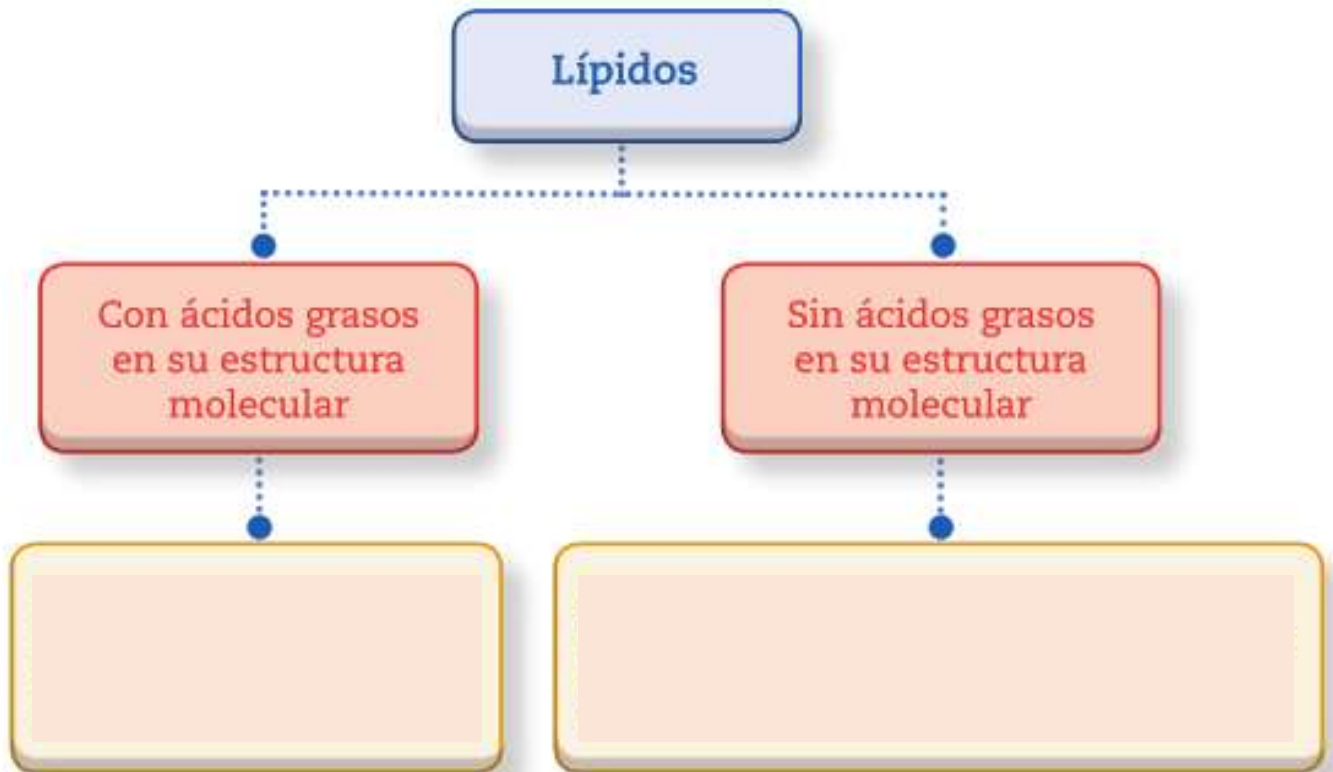 Lípidos
Con ácidos grasos
en su estructura
molecular
Sin ácidos grasos
en su estructura
molecular